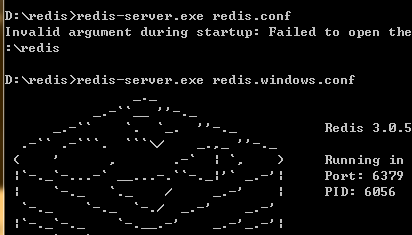 D:\redis>redis-server.exe redis.conf
Invalid argument during startup: Failed to open the
:\redis
D:\redis>redis-server.exe redis.windows.conf
Redis 3.0.5
Running in
Port: 6379
PID: 6056